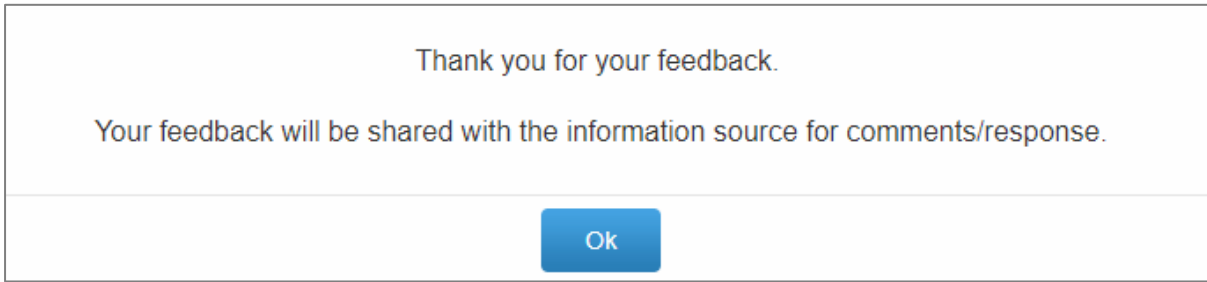 Thank you for your feedback.
Your feedback will be shared with the information source for comments/response.
Ok